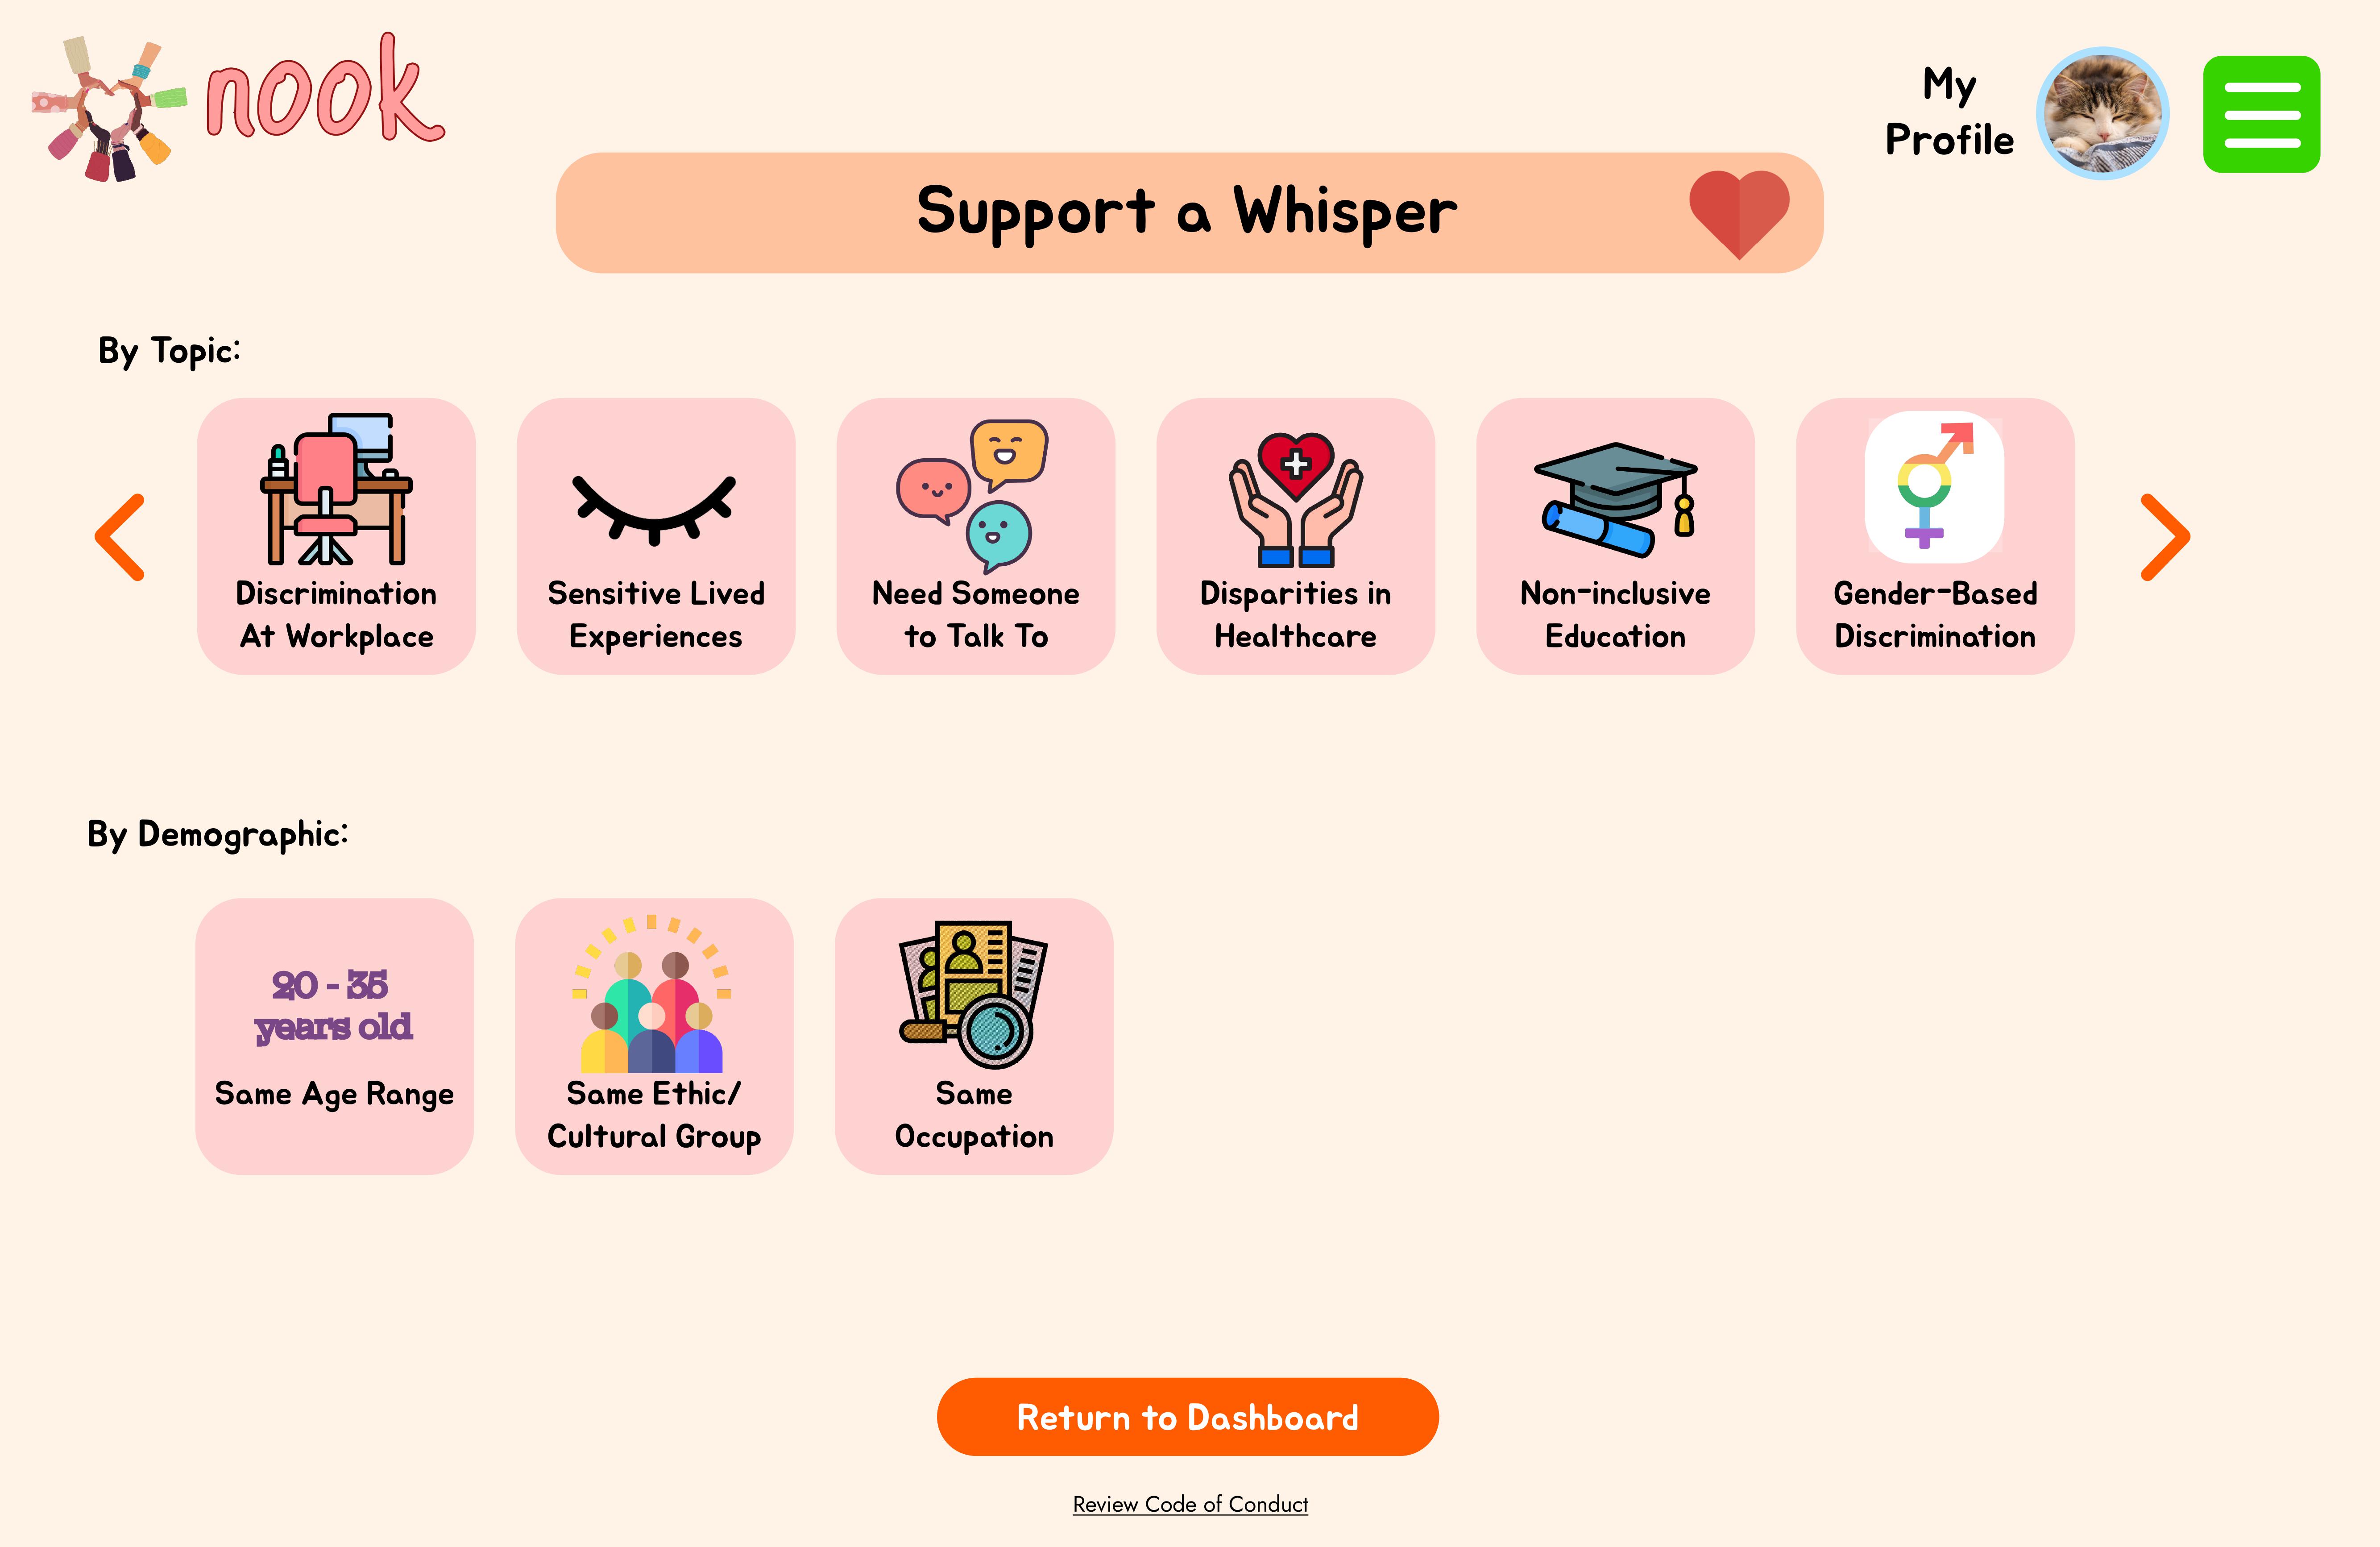 nook
My
Profile
Support a Whisper
By Topic:
Discrimination
At Workplace
Sensitive Lived
Experiences
Need Someone
to Talk To
Disparities in
Healthcare
Non-inclusive
Education
Gender-Based
Discrimination
By Demographic:
20 - 35
years old
Same Age Range
Same Ethic/
Cultural Group
Same
Occupation
Return to Dashboard
Review Code of Conduct